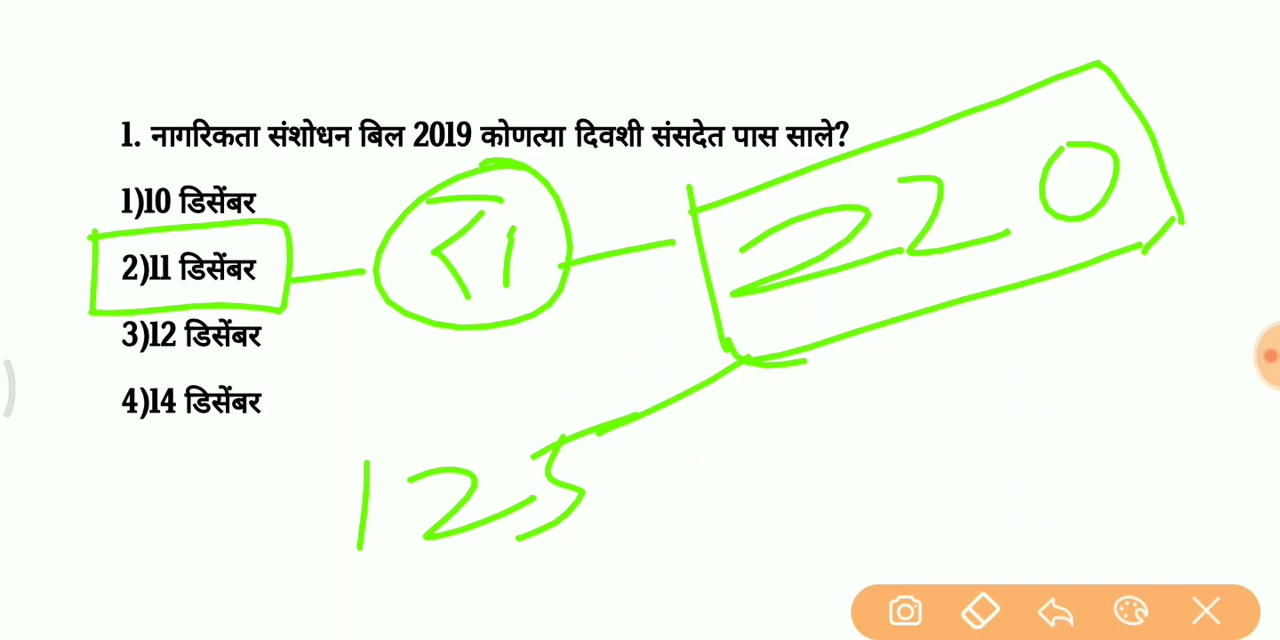 1. नागरिकता संशोधन बिल 2019 कोणत्या दिवशी संसदेत पास साले?
1)10 डिसेंबर
2)11 डिसेंबर
3)12 डिसेंबर
4)14 डिसेंबर
220
125